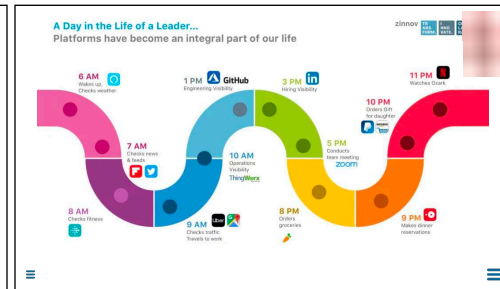 A Day in the Life of a Leader...
Platforms have become an integral part of our life
zinnov
6 AM
Wakes up,
Checks weather
7 AM
Checks news
& feeds
8 AM
Checks fitness
9 AM
Checks traffic
Travels to work
Uber
10 AM
Operations
Visibility
ThingWorx
1 PM
GitHub
Engineering Visibility
3 PM
Hiring Visibility
5 PM
Conducts
team meeting
zoom
8 PM
Orders
groceries
9 PM
Makes dinner
reservations
10 PM
Orders Gift
for daughter
11 PM
Watches Ozark